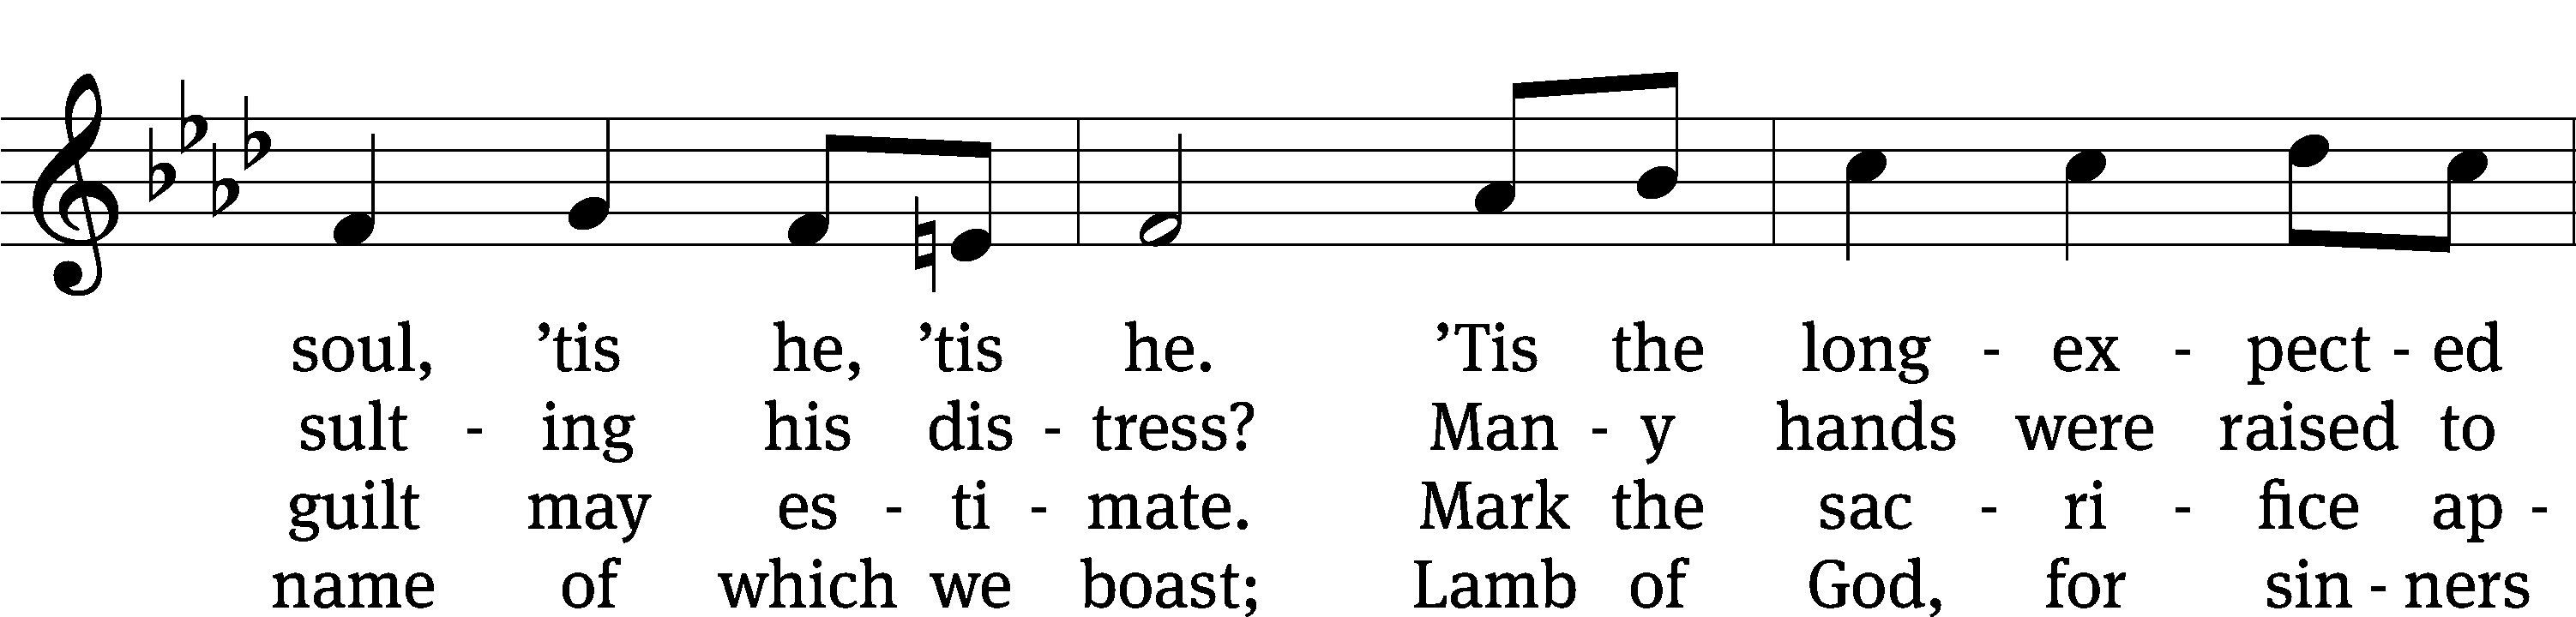 soul, ’tis he, ’tis he. ’Tis the long - ex - pect - ed
sult - ing his dis - tress? Man - y hands were raised to
guilt may es - ti - mate. Mark the sac - ri - fice ap -
name of which we boast; Lamb of God, for sin - ners